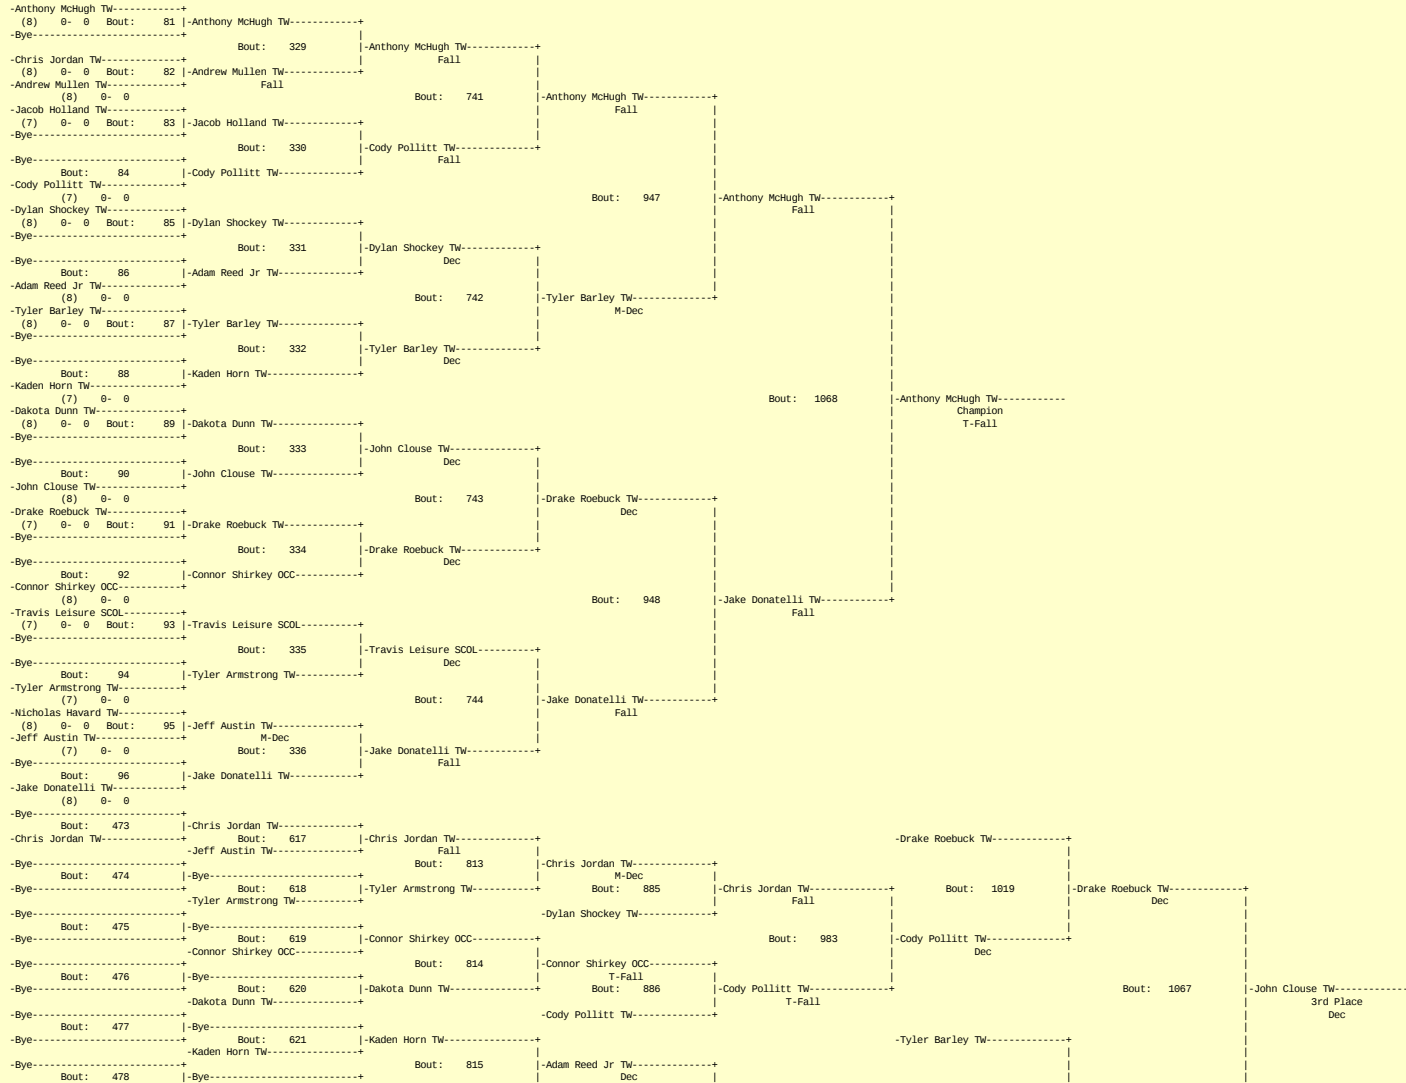 -Anthony McHugh TW------------+
(8) 0- 0 Bout: 81 |-Anthony McHugh TW------------+
-Bye--------------------------+ |
Bout: 329 |-Anthony McHugh TW------------+
-Chris Jordan TW--------------+ | Fall |
(8) 0- 0 Bout: 82 |-Andrew Mullen TW-------------+ |
-Andrew Mullen TW-------------+ Fall |
(8) 0- 0 Bout: 741 |-Anthony McHugh TW------------+
-Jacob Holland TW-------------+ | Fall |
(7) 0- 0 Bout: 83 |-Jacob Holland TW-------------+ | |
-Bye--------------------------+ | | |
Bout: 330 |-Cody Pollitt TW--------------+ |
-Bye--------------------------+ | Fall |
Bout: 84 |-Cody Pollitt TW--------------+ |
-Cody Pollitt TW--------------+ |
(7) 0- 0 Bout: 947 |-Anthony McHugh TW------------+
-Dylan Shockey TW-------------+ | Fall |
(8) 0- 0 Bout: 85 |-Dylan Shockey TW-------------+ | |
-Bye--------------------------+ | | |
Bout: 331 |-Dylan Shockey TW-------------+ | |
-Bye--------------------------+ | Dec | | |
Bout: 86 |-Adam Reed Jr TW--------------+ | | |
-Adam Reed Jr TW--------------+ | | |
(8) 0- 0 Bout: 742 |-Tyler Barley TW--------------+ |
-Tyler Barley TW--------------+ | M-Dec |
(8) 0- 0 Bout: 87 |-Tyler Barley TW--------------+ | |
-Bye--------------------------+ | | |
Bout: 332 |-Tyler Barley TW--------------+ |
-Bye--------------------------+ | Dec |
Bout: 88 |-Kaden Horn TW----------------+ |
-Kaden Horn TW----------------+ |
(7) 0- 0 Bout: 1068 |-Anthony McHugh TW------------
-Dakota Dunn TW---------------+ | Champion
(8) 0- 0 Bout: 89 |-Dakota Dunn TW---------------+ | T-Fall
-Bye--------------------------+ | |
Bout: 333 |-John Clouse TW---------------+ |
-Bye--------------------------+ | Dec | |
Bout: 90 |-John Clouse TW---------------+ | |
-John Clouse TW---------------+ | |
(8) 0- 0 Bout: 743 |-Drake Roebuck TW-------------+ |
-Drake Roebuck TW-------------+ | Dec | |
(7) 0- 0 Bout: 91 |-Drake Roebuck TW-------------+ | | |
-Bye--------------------------+ | | | |
Bout: 334 |-Drake Roebuck TW-------------+ | |
-Bye--------------------------+ | Dec | |
Bout: 92 |-Connor Shirkey OCC-----------+ | |
-Connor Shirkey OCC-----------+ | |
(8) 0- 0 Bout: 948 |-Jake Donatelli TW------------+
-Travis Leisure SCOL----------+ | Fall
(7) 0- 0 Bout: 93 |-Travis Leisure SCOL----------+ |
-Bye--------------------------+ | |
Bout: 335 |-Travis Leisure SCOL----------+ |
-Bye--------------------------+ | Dec | |
Bout: 94 |-Tyler Armstrong TW-----------+ | |
-Tyler Armstrong TW-----------+ | |
(7) 0- 0 Bout: 744 |-Jake Donatelli TW------------+
-Nicholas Havard TW-----------+ | Fall
(8) 0- 0 Bout: 95 |-Jeff Austin TW---------------+ |
-Jeff Austin TW---------------+ M-Dec | |
(7) 0- 0 Bout: 336 |-Jake Donatelli TW------------+
-Bye--------------------------+ | Fall
Bout: 96 |-Jake Donatelli TW------------+
-Jake Donatelli TW------------+
(8) 0- 0
-Bye--------------------------+
Bout: 473 |-Chris Jordan TW--------------+
-Chris Jordan TW--------------+ Bout: 617 |-Chris Jordan TW--------------+ -Drake Roebuck TW-------------+
-Jeff Austin TW---------------+ Fall | |
-Bye--------------------------+ Bout: 813 |-Chris Jordan TW--------------+ |
Bout: 474 |-Bye--------------------------+ | M-Dec | |
-Bye--------------------------+ Bout: 618 |-Tyler Armstrong TW-----------+ Bout: 885 |-Chris Jordan TW--------------+ Bout: 1019 |-Drake Roebuck TW-------------+
-Tyler Armstrong TW-----------+ | Fall | | Dec |
-Bye--------------------------+ -Dylan Shockey TW-------------+ | | |
Bout: 475 |-Bye--------------------------+ | | |
-Bye--------------------------+ Bout: 619 |-Connor Shirkey OCC-----------+ Bout: 983 |-Cody Pollitt TW--------------+ |
-Connor Shirkey OCC-----------+ | | Dec |
-Bye--------------------------+ Bout: 814 |-Connor Shirkey OCC-----------+ | |
Bout: 476 |-Bye--------------------------+ | T-Fall | | |
-Bye--------------------------+ Bout: 620 |-Dakota Dunn TW---------------+ Bout: 886 |-Cody Pollitt TW--------------+ Bout: 1067 |-John Clouse TW---------------
-Dakota Dunn TW---------------+ | T-Fall | 3rd Place
-Bye--------------------------+ -Cody Pollitt TW--------------+ | Dec
Bout: 477 |-Bye--------------------------+ |
-Bye--------------------------+ Bout: 621 |-Kaden Horn TW----------------+ -Tyler Barley TW--------------+ |
-Kaden Horn TW----------------+ | | |
-Bye--------------------------+ Bout: 815 |-Adam Reed Jr TW--------------+ | |
Bout: 478 |-Bye--------------------------+ | Dec | | |